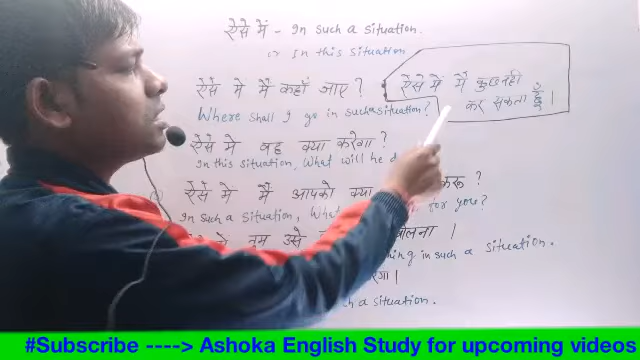 ऐसे में - In such a situation.
or In this situation
ऐसे मे मैं कहाँ जाए ?
ऐसे में मैं कुछ नहीं
कर सकता हूँ ।
Where shall I go in such a situation?
ऐसे मे वह क्या करेगा ?
In this situation, What will he
ऐसे मे मैं आपको क्या
?
In such a situation, What
for you?
तुम उसे
बोलना ।
in such a situation.
such a situation.
#Subscribe ----> Ashoka English Study for upcoming videos